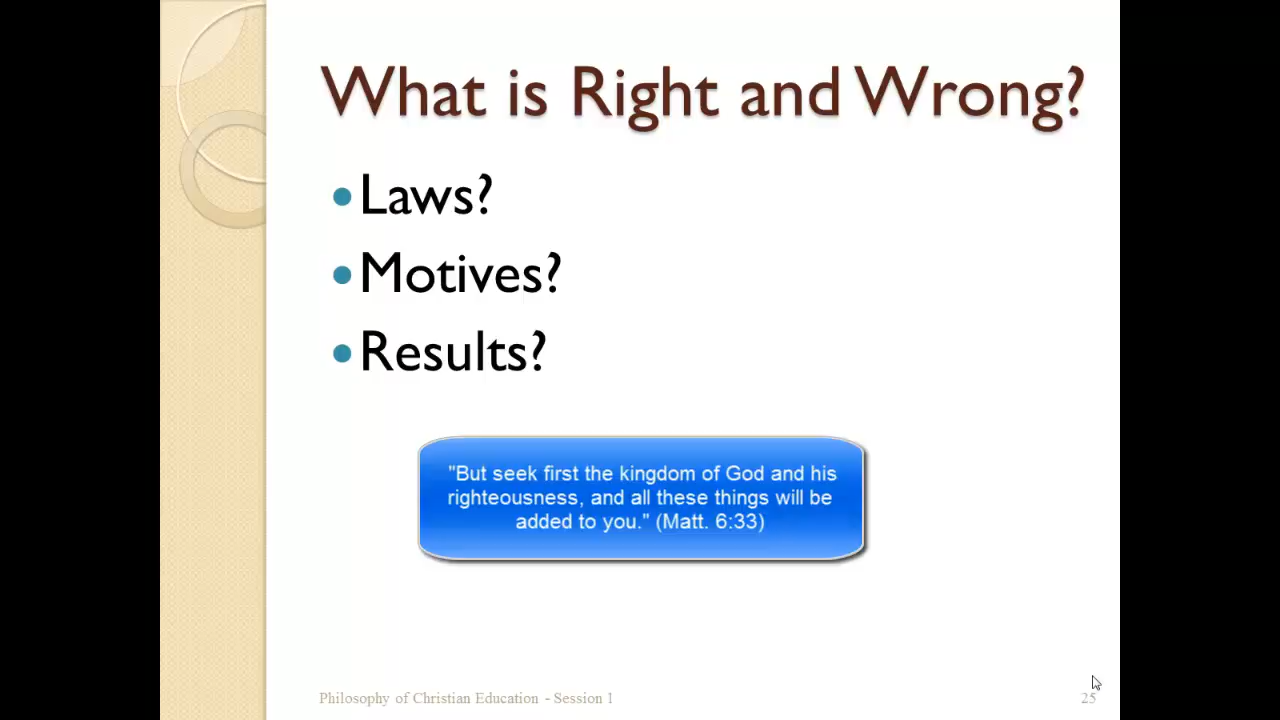 What is Right and Wrong?
Laws?
Motives?
Results?
"But seek first the kingdom of God and his
righteousness, and all these things will be
added to you." (Matt. 6:33)
Philosophy of Christian Education - Session 1
25